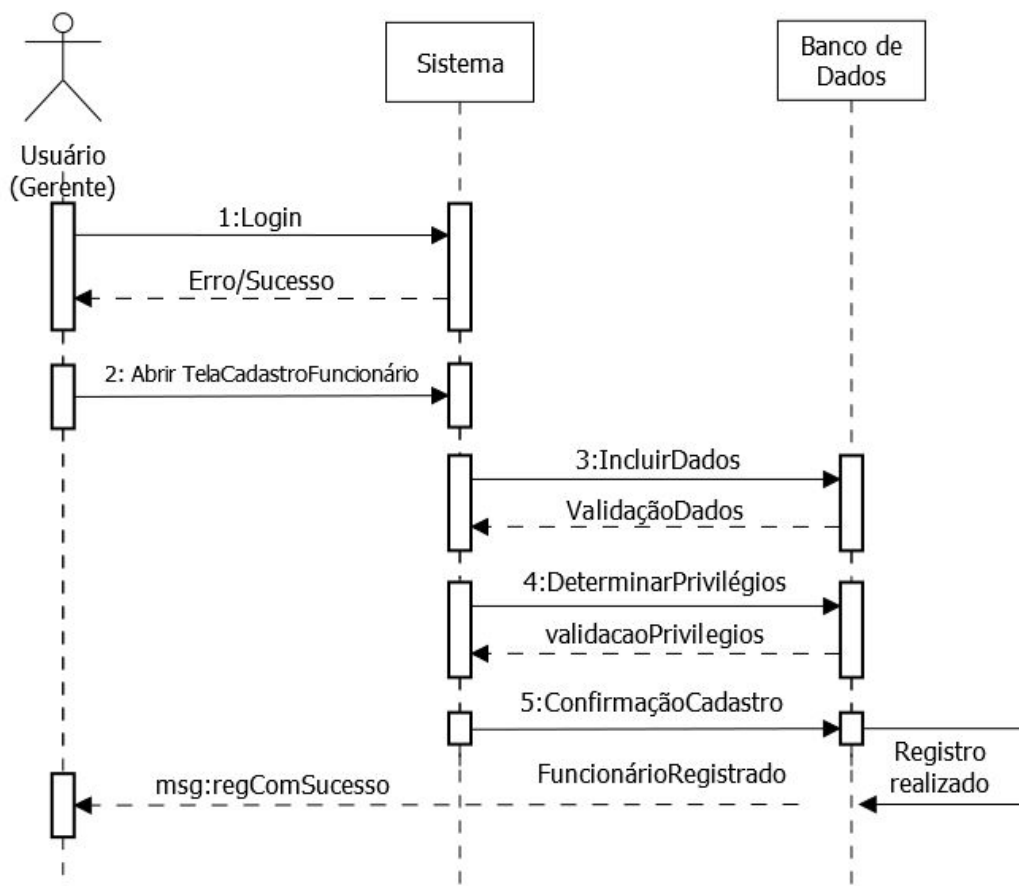 Sistema
Banco de
Dados
Usuário
(Gerente)
1:Login
Erro/Sucesso
2: Abrir TelaCadastroFuncionário
3:IncluirDados
ValidaçãoDados
4:DeterminarPrivilégios
validacaoPrivilegios
5:ConfirmaçãoCadastro
Registro
realizado
FuncionárioRegistrado
msg:regComSucesso